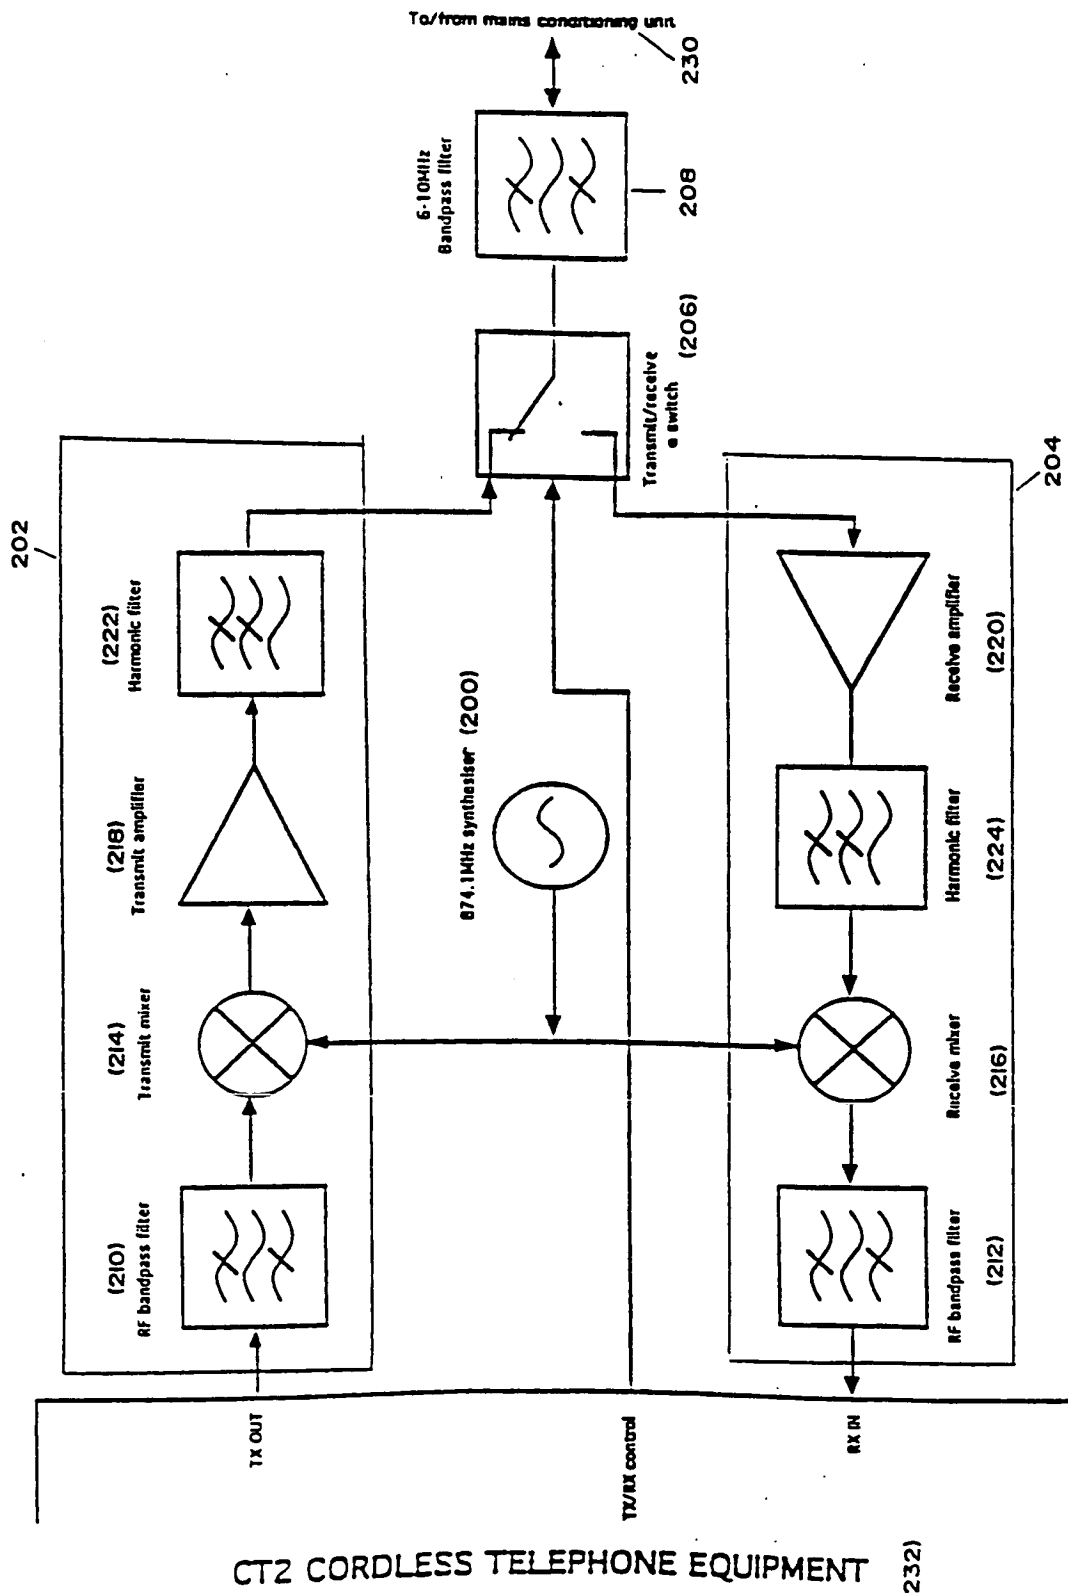 To/from mains conditioning unit
230
6-10MHz
Bandpass filter
208
(206)
Transmit/receive
e switch
202
204
(222)
Harmonic filter
(218)
Transmit amplifier
(214)
Transmit mixer
(210)
RF bandpass filter
874.1MHz synthesiser (200)
Receive amplifier
(220)
Harmonic filter
(224)
Receive mixer
(216)
RF bandpass filter
(212)
TX OUT
TX/RX control
RX IN
CT2 CORDLESS TELEPHONE EQUIPMENT
232)